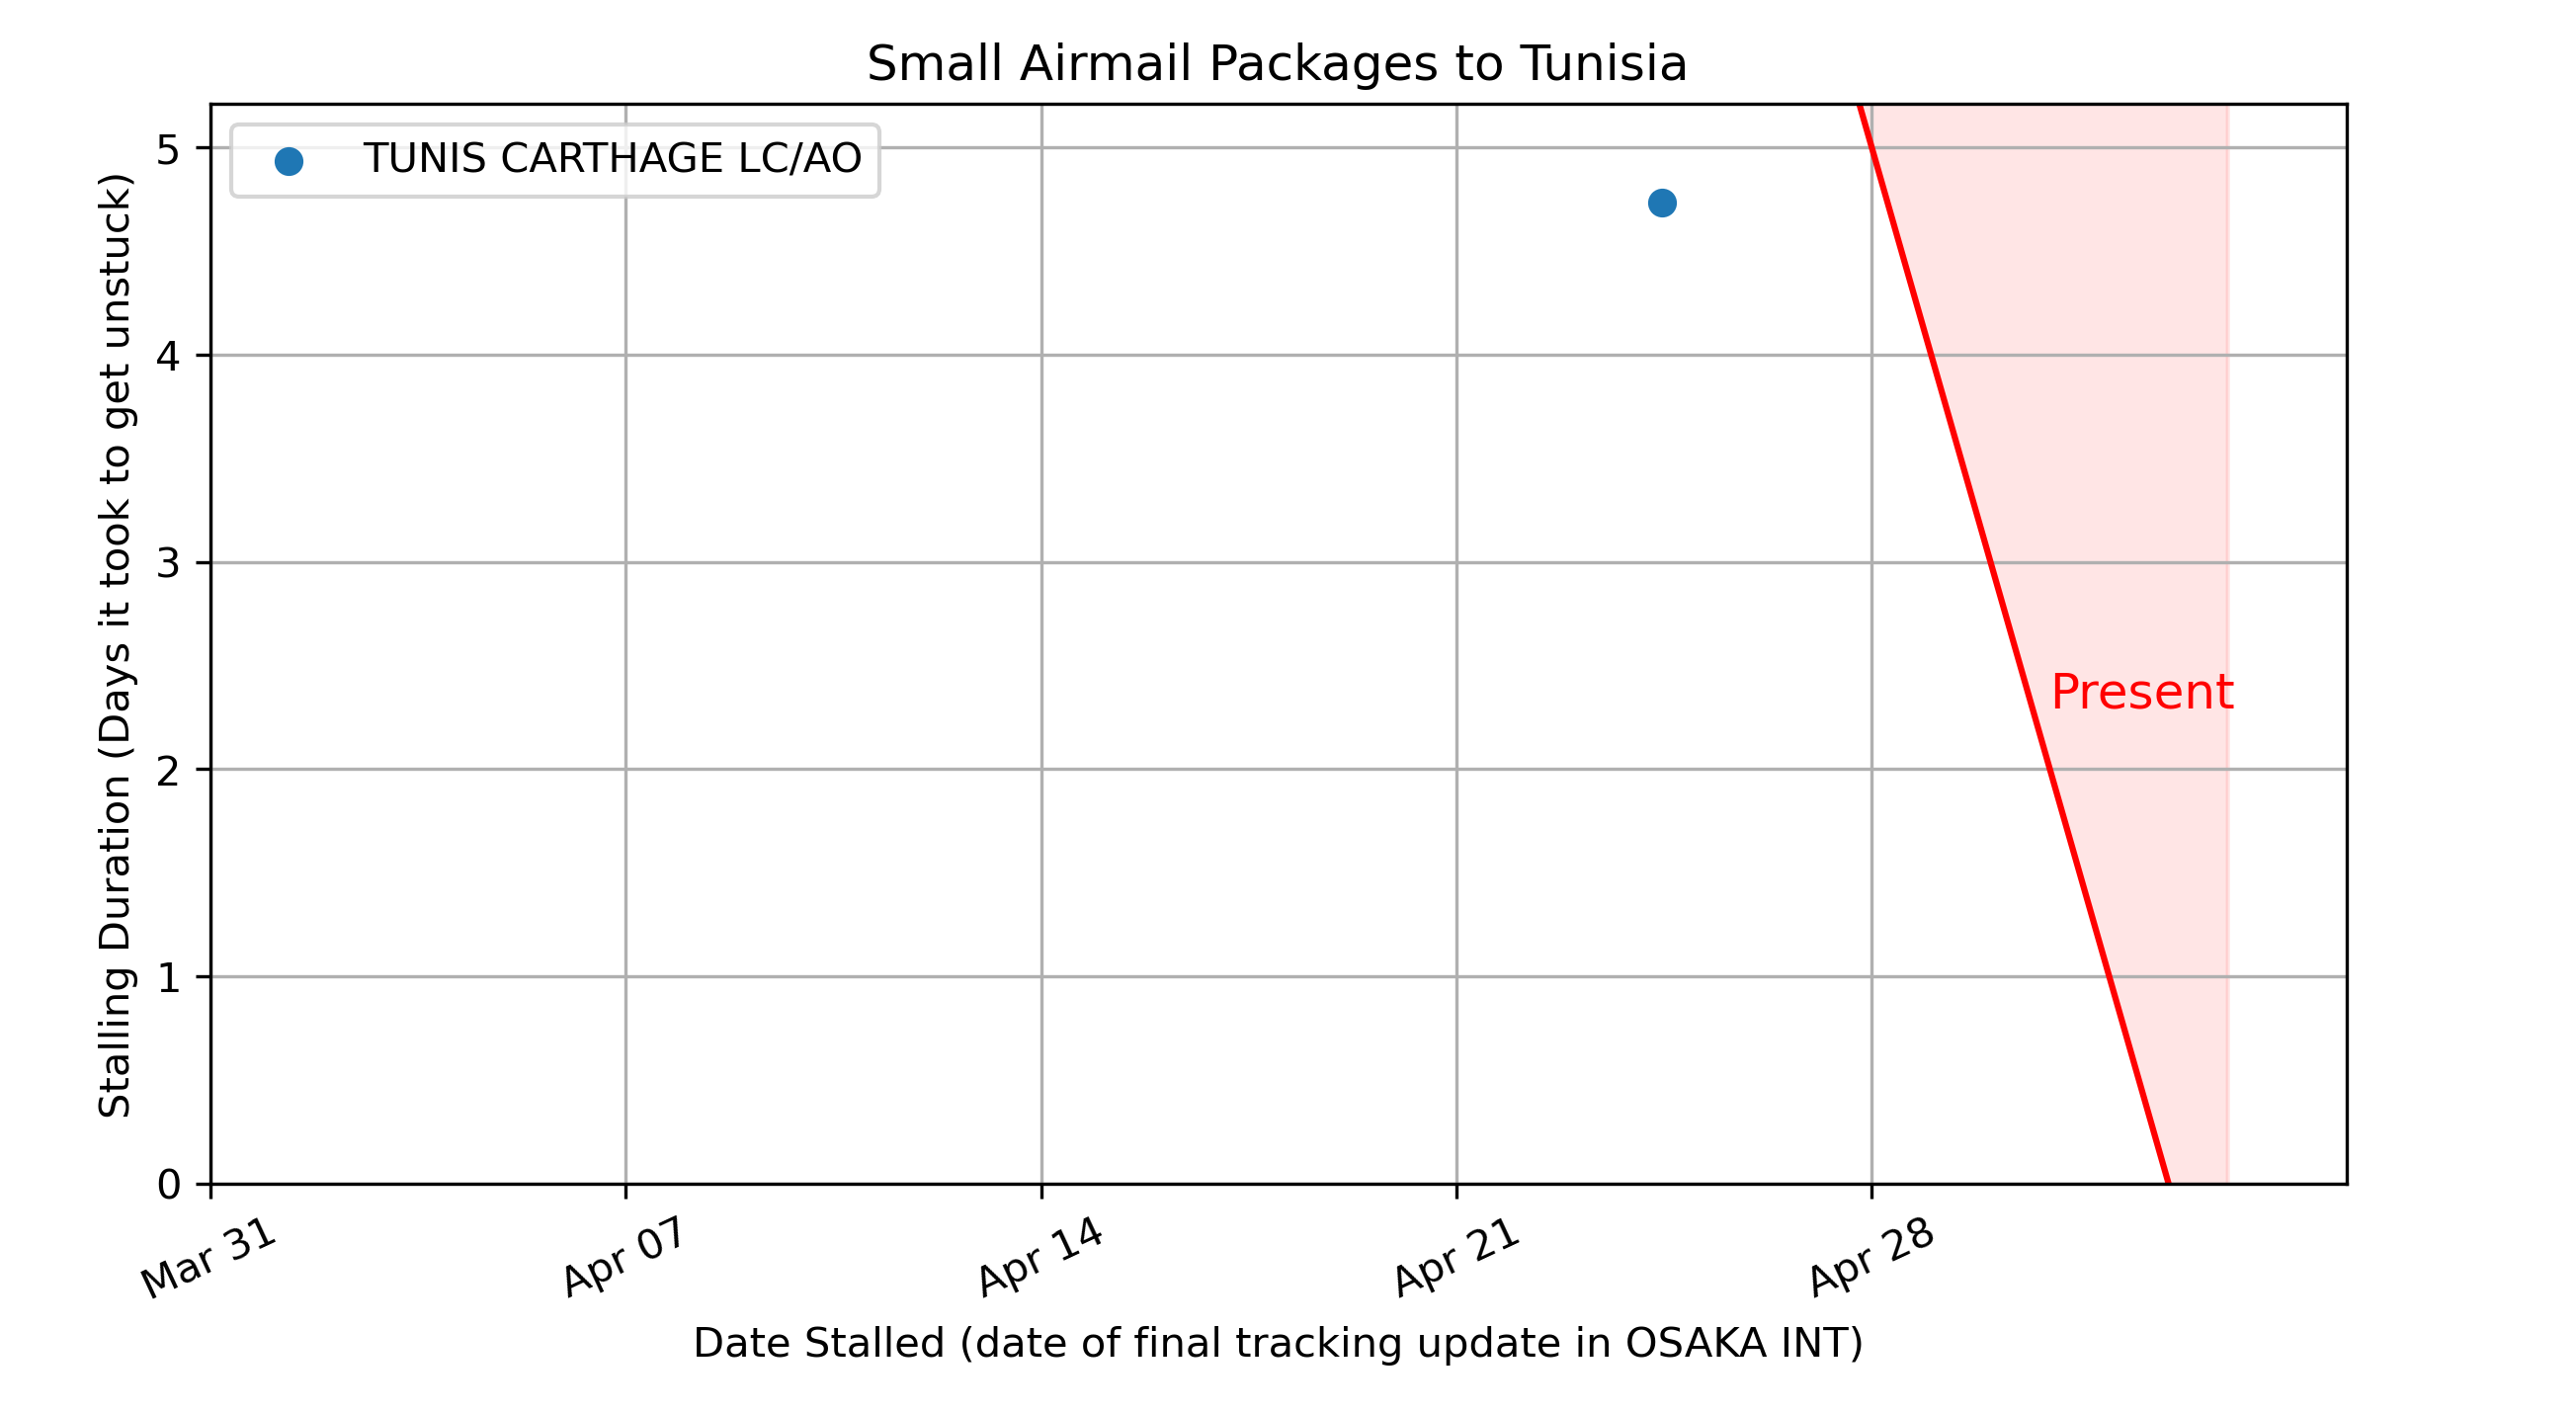 Small Airmail Packages to Tunisia
TUNIS CARTHAGE LC/AO
Stalling Duration (Days it took to get unstuck)
5
4
3
2
1
0
Present
Mar 31
Apr 07
Apr 14
Apr 21
Apr 28
Date Stalled (date of final tracking update in OSAKA INT)